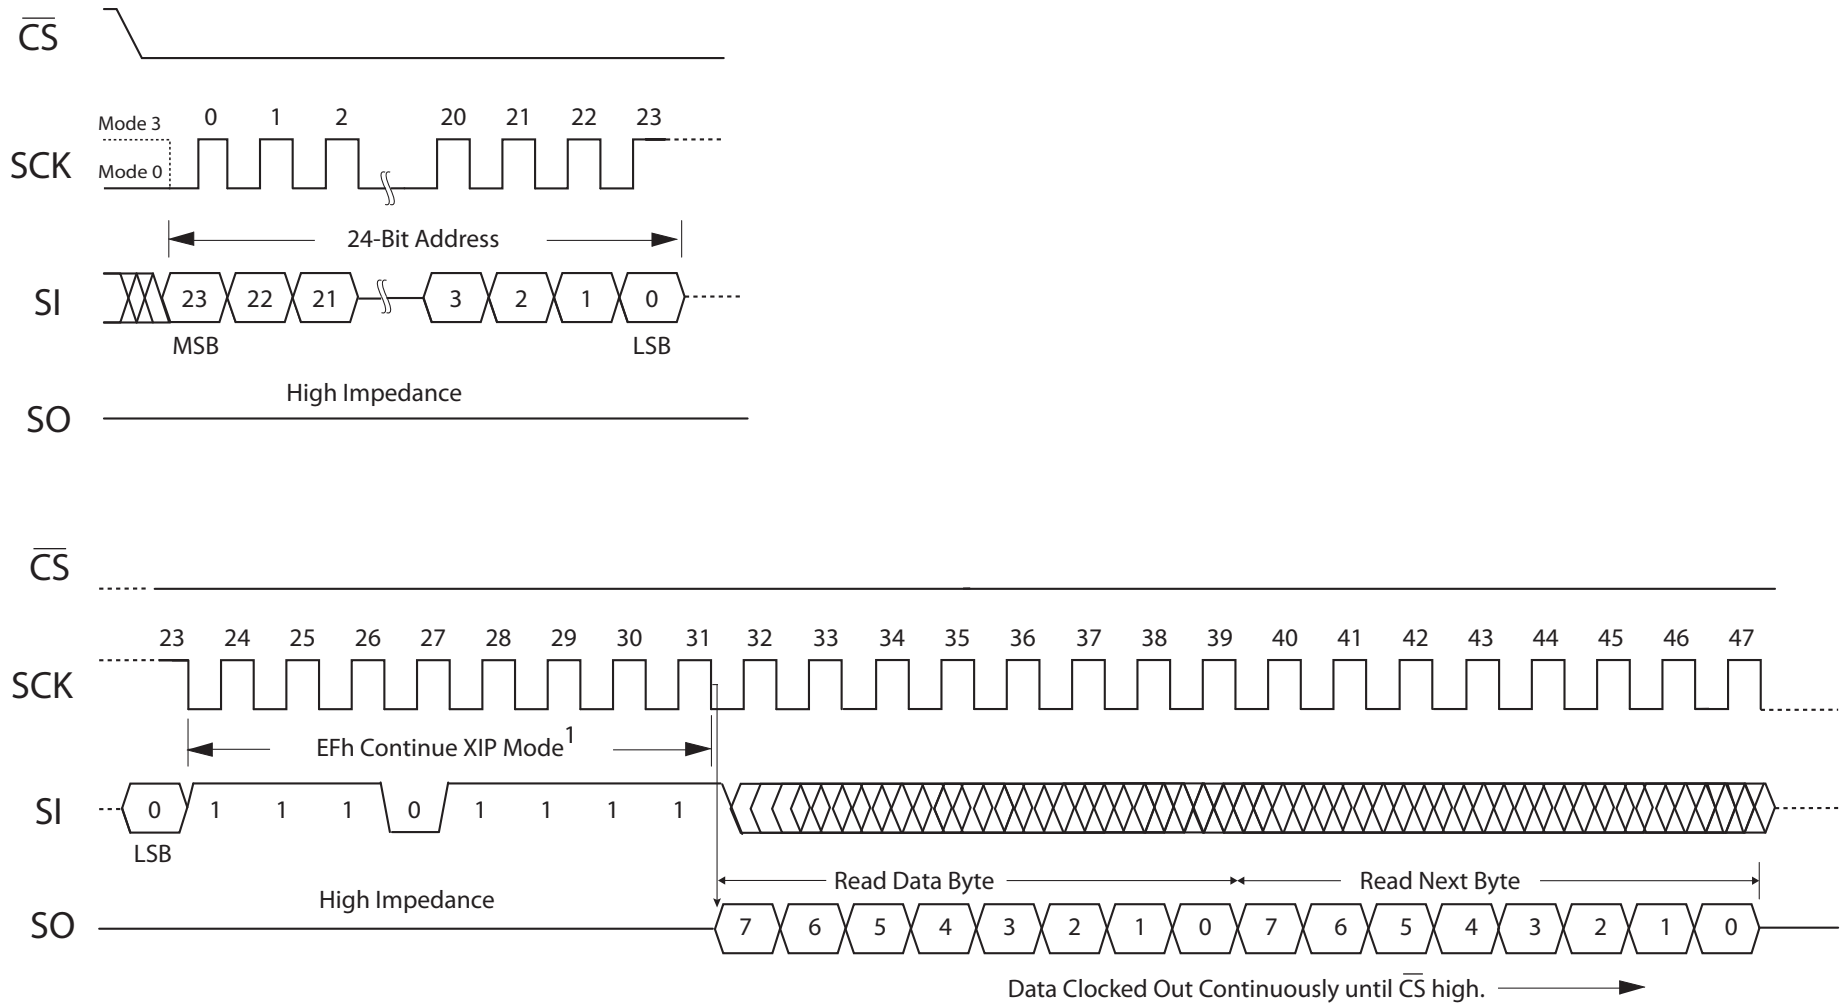 CS
Mode 3
Mode 0
SCK
0 1 2 20 21 22 23
24-Bit Address
SI
23 22 21 3 2 1 0
MSB LSB
High Impedance
SO
CS
23 24 25 26 27 28 29 30 31 32 33 34 35 36 37 38 39 40 41 42 43 44 45 46 47
SCK
EFh Continue XIP Mode1
SI
0 1 1 1 0 1 1 1 1
LSB
Read Data Byte Read Next Byte
High Impedance
SO
7 6 5 4 3 2 1 0 7 6 5 4 3 2 1 0
Data Clocked Out Continuously until CS high.